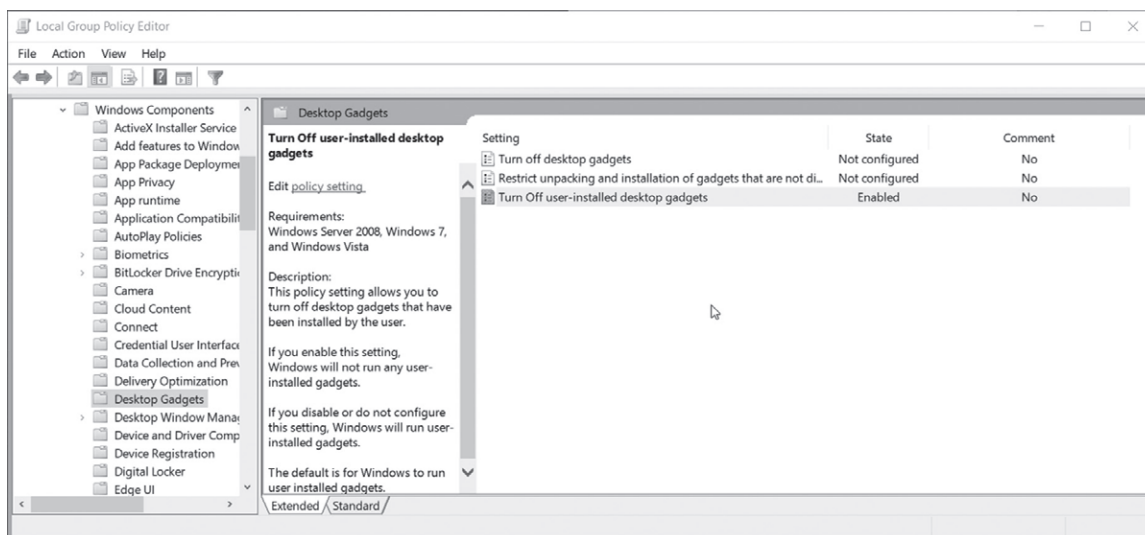 Local Group Policy Editor
File Action View Help
Windows Components
ActiveX Installer Service
Add features to Window
App Package Deployme
App Privacy
App runtime
Application Compatibilit
AutoPlay Policies
Biometrics
BitLocker Drive Encrypti
Camera
Cloud Content
Connect
Credential User Interface
Data Collection and Prev
Delivery Optimization
Desktop Gadgets
Desktop Window Mana
Device and Driver Comp
Device Registration
Digital Locker
Edge UI
Desktop Gadgets
Turn Off user-installed desktop
gadgets
Edit policy setting
Requirements:
Windows Server 2008, Windows 7,
and Windows Vista
Description:
This policy setting allows you to
turn off desktop gadgets that have
been installed by the user.
If you enable this setting,
Windows will not run any user-
installed gadgets.
If you disable or do not configure
this setting, Windows will run user-
installed gadgets.
The default is for Windows to run
user installed gadgets.
Setting State Comment
Turn off desktop gadgets Not configured No
Restrict unpacking and installation of gadgets that are not di... Not configured No
Turn Off user-installed desktop gadgets Enabled No
Extended Standard